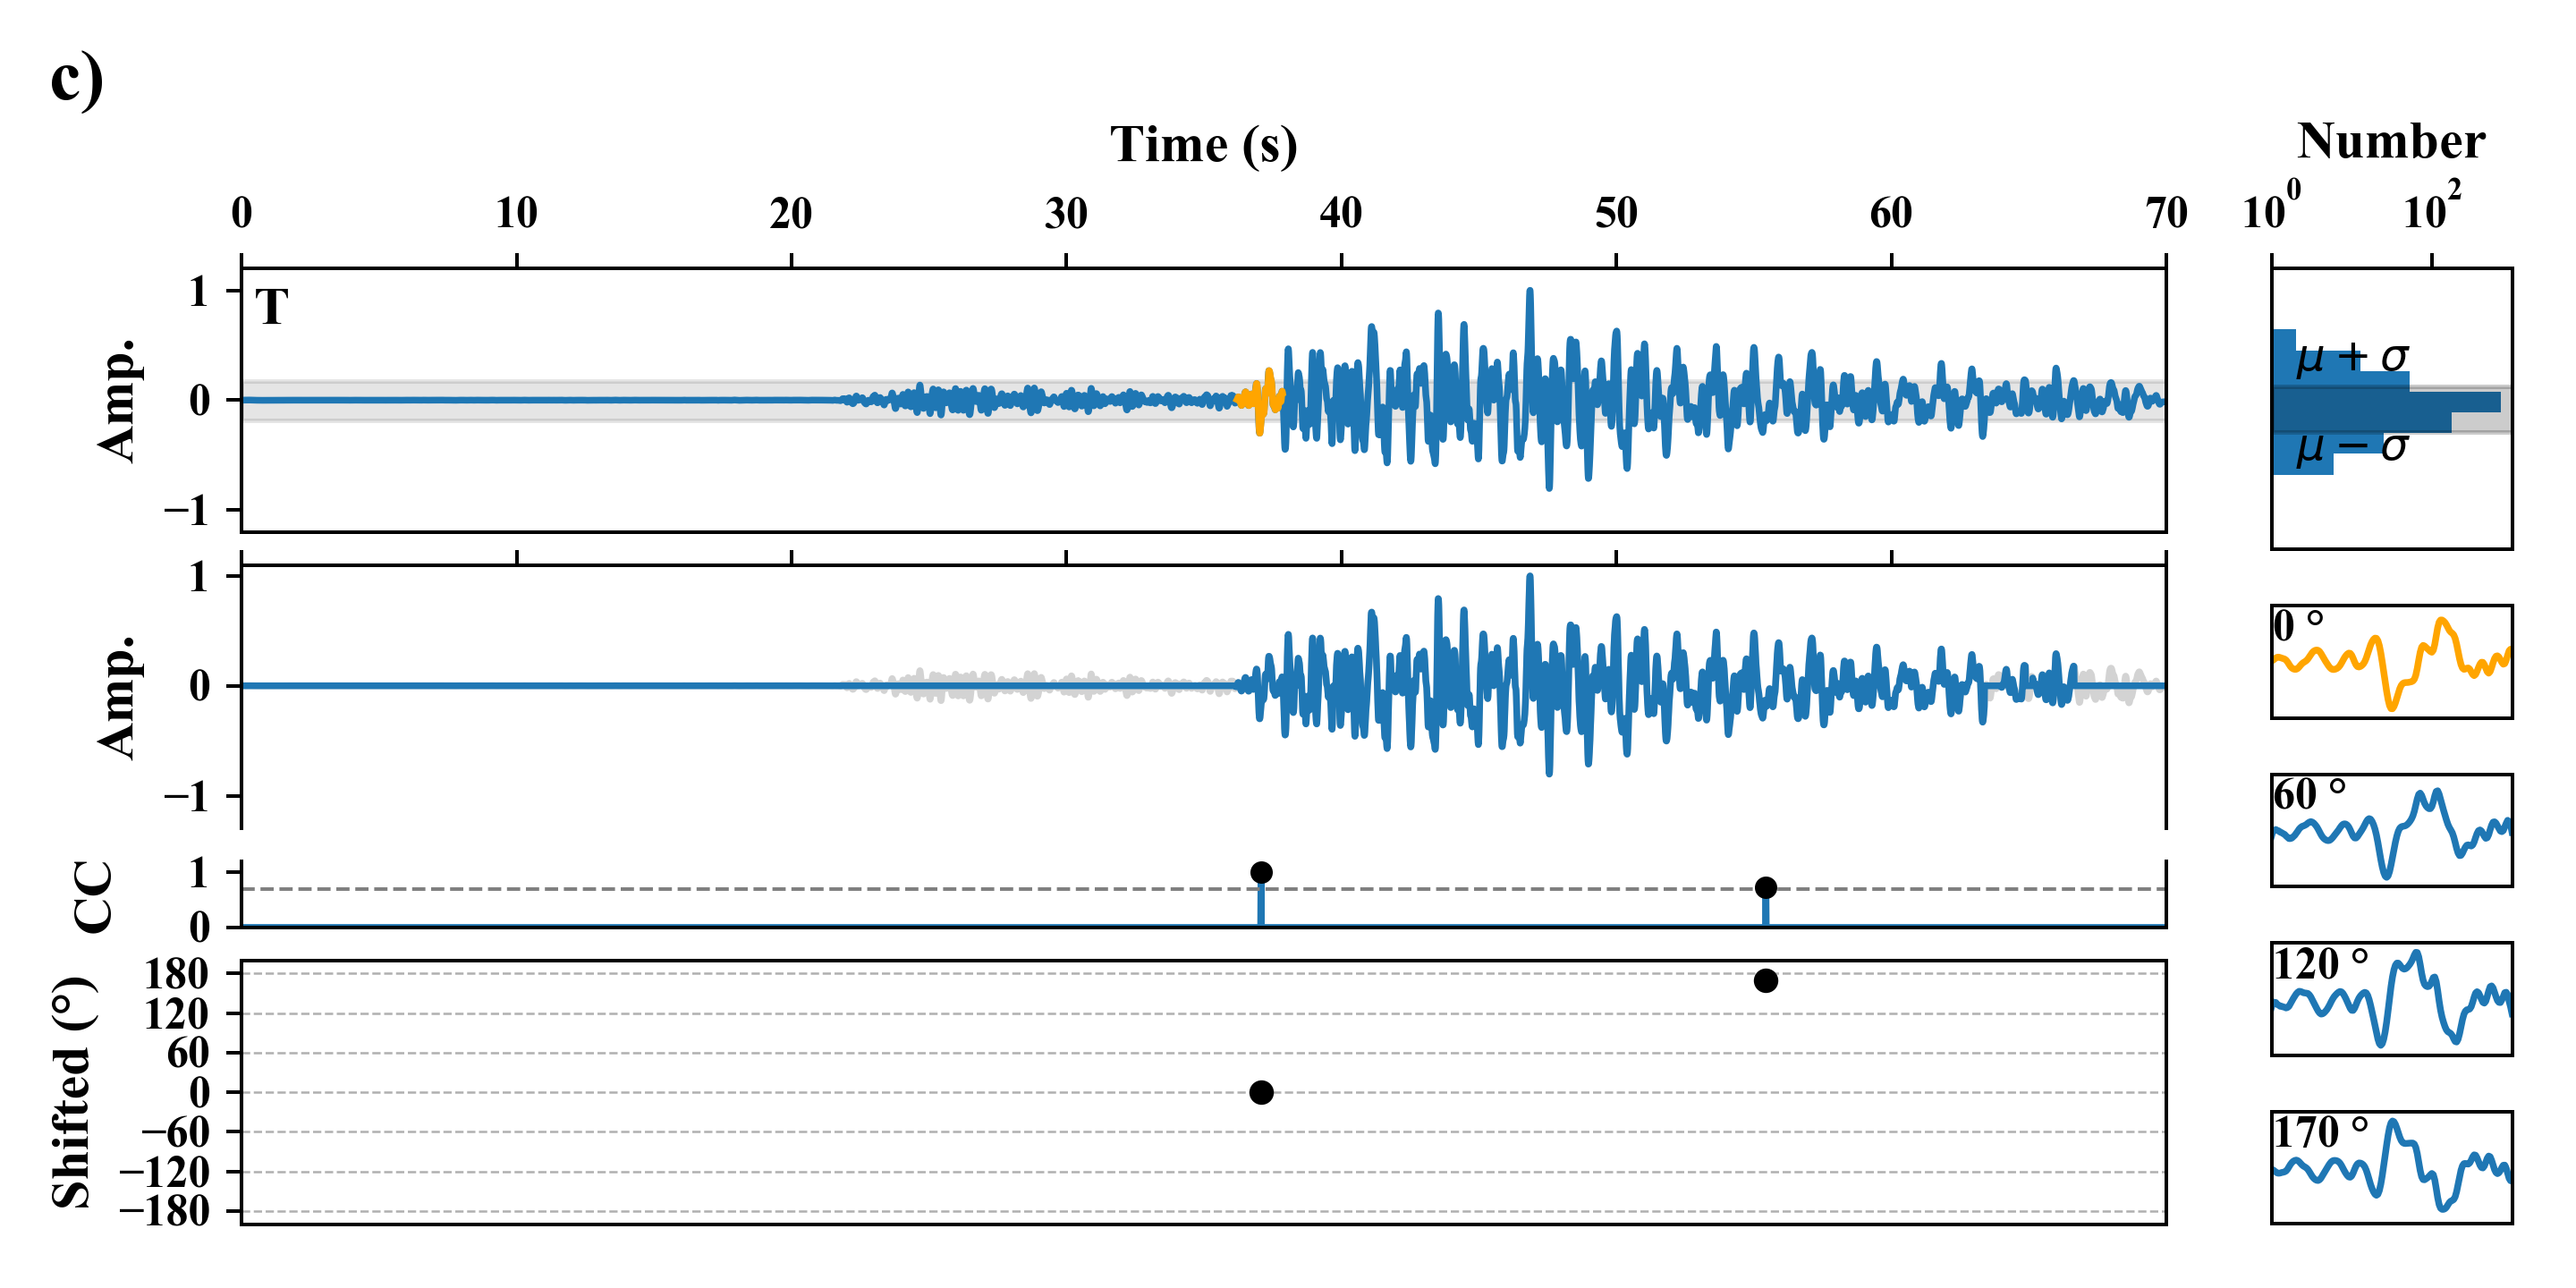 c)
Time (s)
Number
0 10 20 30 40 50 60 70
10^0 10^2
T
Amp.
1
0
−1
μ + σ
μ − σ
Amp.
1
0
−1
0 °
60 °
CC
1
0
120 °
Shifted (°)
180
120
60
0
−60
−120
−180
170 °